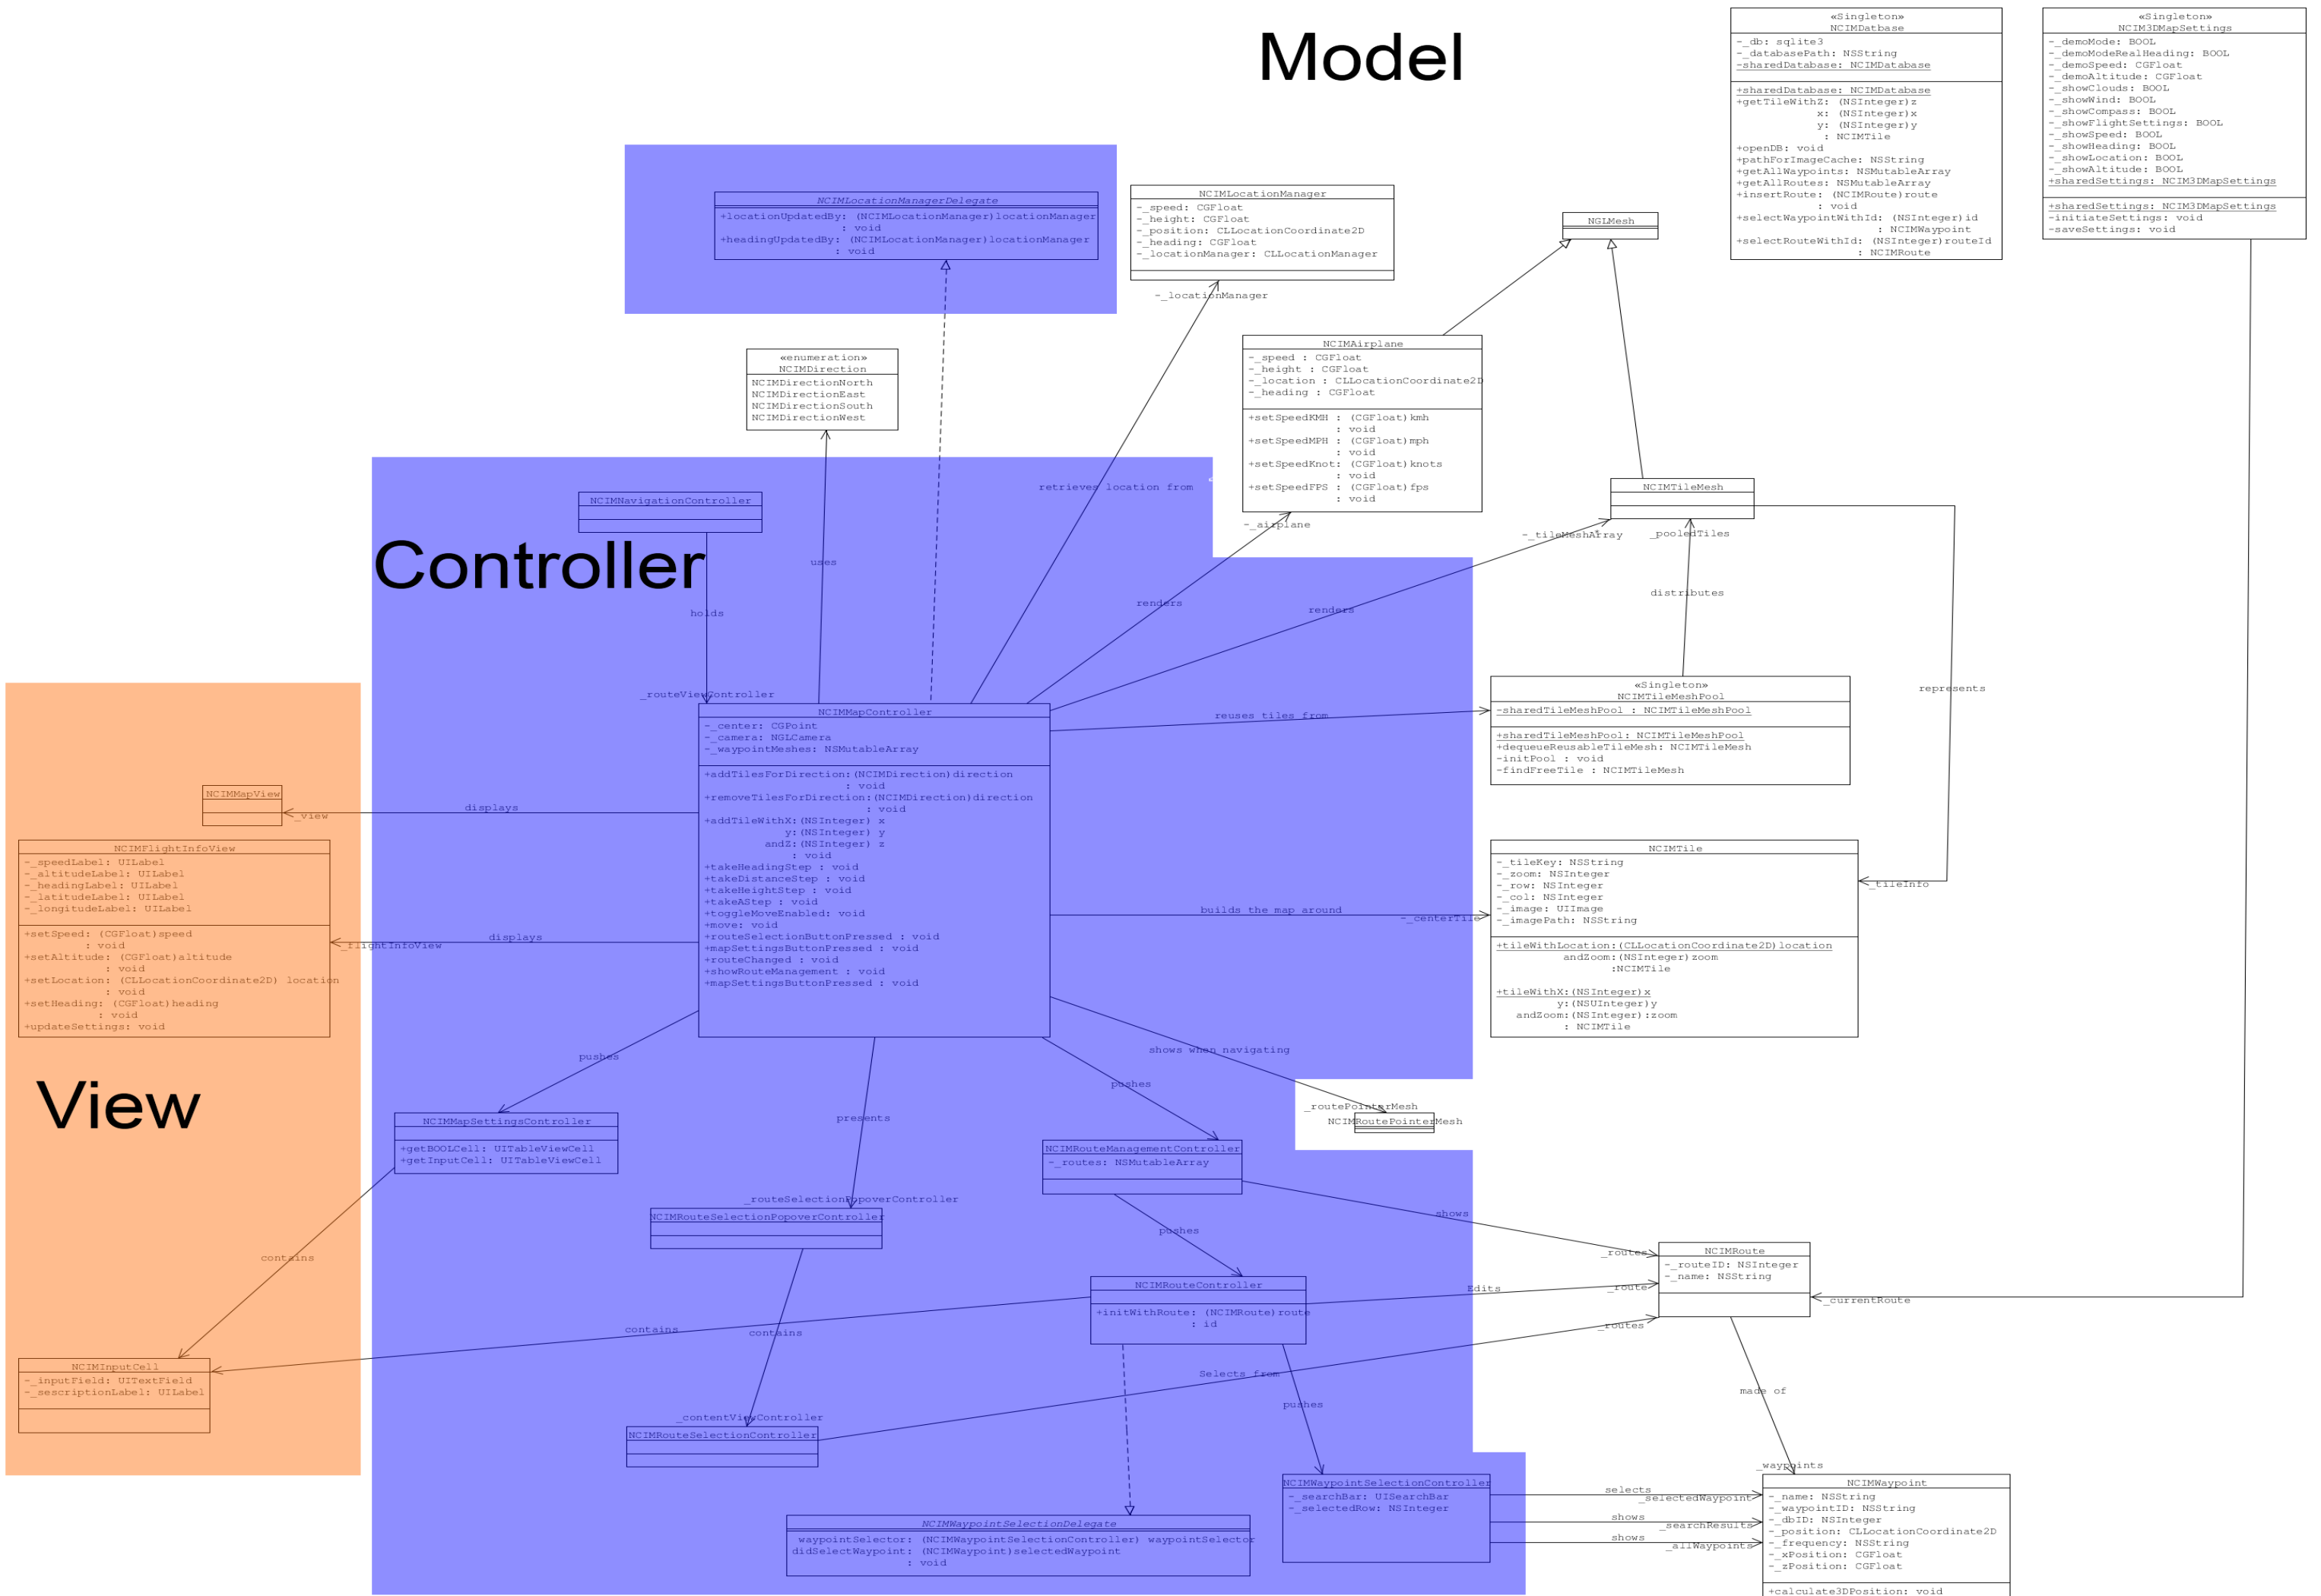 Model
«Singleton»
NCIMDatbase
-_db: sqlite3
-_databasePath: NSString
-sharedDatabase: NCIMDatabase
+sharedDatabase: NCIMDatabase
+getTileWithZ: (NSInteger)z
x: (NSInteger)x
y: (NSInteger)y
: NCIMTile
+openDB: void
+pathForImageCache: NSString
+getAllWaypoints: NSMutableArray
+getAllRoutes: NSMutableArray
+insertRoute: (NCIMRoute)route
: void
+selectWaypointWithId: (NSInteger)id
: NCIMWaypoint
+selectRouteWithId: (NSInteger)routeId
: NCIMRoute
«Singleton»
NCIM3DMapSettings
-_demoMode: BOOL
-_demoModeRealHeading: BOOL
-_demoSpeed: CGFloat
-_demoAltitude: CGFloat
-_showClouds: BOOL
-_showWind: BOOL
-_showCompass: BOOL
-_showFlightSettings: BOOL
-_showSpeed: BOOL
-_showHeading: BOOL
-_showLocation: BOOL
-_showAltitude: BOOL
+sharedSettings: NCIM3DMapSettings
+sharedSettings: NCIM3DMapSettings
-initiateSettings: void
-saveSettings: void
NCIMLocationManagerDelegate
+locationUpdatedBy: (NCIMLocationManager)locationManager
: void
+headingUpdatedBy: (NCIMLocationManager)locationManager
: void
NCIMLocationManager
-_speed: CGFloat
-_height: CGFloat
-_position: CLLocationCoordinate2D
-_heading: CGFloat
-_locationManager: CLLocationManager
-_locationManager
NGLMesh
«enumeration»
NCIMDirection
NCIMDirectionNorth
NCIMDirectionEast
NCIMDirectionSouth
NCIMDirectionWest
NCIMAirplane
-_speed : CGFloat
-_height : CGFloat
-_location : CLLocationCoordinate2D
-_heading : CGFloat
+setSpeedKMH : (CGFloat)kmh
: void
+setSpeedMPH : (CGFloat)mph
: void
+setSpeedKnot: (CGFloat)knots
: void
+setSpeedFPS : (CGFloat)fps
: void
-_airplane
retrieves location from
NCIMTileMesh
-_tileMeshArray
*
_pooledTiles
NCIMNavigationController
Controller
uses
holds
renders
renders
distributes
represents
_routeViewController
NCIMMapController
-_center: CGPoint
-_camera: NGLCamera
-_waypointMeshes: NSMutableArray
+addTilesForDirection:(NCIMDirection)direction
: void
+removeTilesForDirection:(NCIMDirection)direction
: void
+addTileWithX:(NSInteger) x
y:(NSInteger) y
andZ:(NSInteger) z
: void
+takeHeadingStep : void
+takeDistanceStep : void
+takeHeightStep : void
+takeAStep : void
+toggleMoveEnabled: void
+move: void
+routeSelectionButtonPressed : void
+mapSettingsButtonPressed : void
+routeChanged : void
+showRouteManagement : void
+mapSettingsButtonPressed : void
reuses tiles from
«Singleton»
NCIMTileMeshPool
-sharedTileMeshPool : NCIMTileMeshPool
+sharedTileMeshPool: NCIMTileMeshPool
+dequeueReusableTileMesh: NCIMTileMesh
-initPool : void
-findFreeTile : NCIMTileMesh
NCIMMapView
displays
_view
NCIMFlightInfoView
-_speedLabel: UILabel
-_altitudeLabel: UILabel
-_headingLabel: UILabel
-_latitudeLabel: UILabel
-_longitudeLabel: UILabel
+setSpeed: (CGFloat)speed
: void
+setAltitude: (CGFloat)altitude
: void
+setLocation: (CLLocationCoordinate2D) location
: void
+setHeading: (CGFloat)heading
: void
+updateSettings: void
displays
_flightInfoView
builds the map around
-_centerTile
NCIMTile
-_tileKey: NSString
-_zoom: NSInteger
-_row: NSInteger
-_col: NSInteger
-_image: UIImage
-_imagePath: NSString
+tileWithLocation:(CLLocationCoordinate2D)location
andZoom:(NSInteger)zoom
:NCIMTile
+tileWithX:(NSInteger)x
y:(NSUInteger)y
andZoom:(NSInteger):zoom
: NCIMTile
_tileInfo
View
pushes
presents
pushes
shows when navigating
_routePointerMesh
NCIMRoutePointerMesh
NCIMMapSettingsController
+getBOOLCell: UITableViewCell
+getInputCell: UITableViewCell
NCIMRouteManagementController
-_routes: NSMutableArray
_routeSelectionPopoverController
NCIMRouteSelectionPopoverController
pushes
shows
_routes
NCIMRoute
-_routeID: NSInteger
-_name: NSString
_route
_routes
_currentRoute
contains
NCIMRouteController
+initWithRoute: (NCIMRoute)route
: id
Edits
contains
contains
NCIMInputCell
-_inputField: UITextField
-_sescriptionLabel: UILabel
Selects from
pushes
made of
_contentViewController
NCIMRouteSelectionController
NCIMWaypointSelectionController
-_searchBar: UISearchBar
-_selectedRow: NSInteger
selects
_selectedWaypoint
shows
_searchResults
shows
_allWaypoints
_waypoints
NCIMWaypoint
-_name: NSString
-_waypointID: NSString
-_dbID: NSInteger
-_position: CLLocationCoordinate2D
-_frequency: NSString
-_xPosition: CGFloat
-_zPosition: CGFloat
+calculate3DPosition: void
NCIMWaypointSelectionDelegate
waypointSelector: (NCIMWaypointSelectionController) waypointSelector
didSelectWaypoint: (NCIMWaypoint)selectedWaypoint
: void